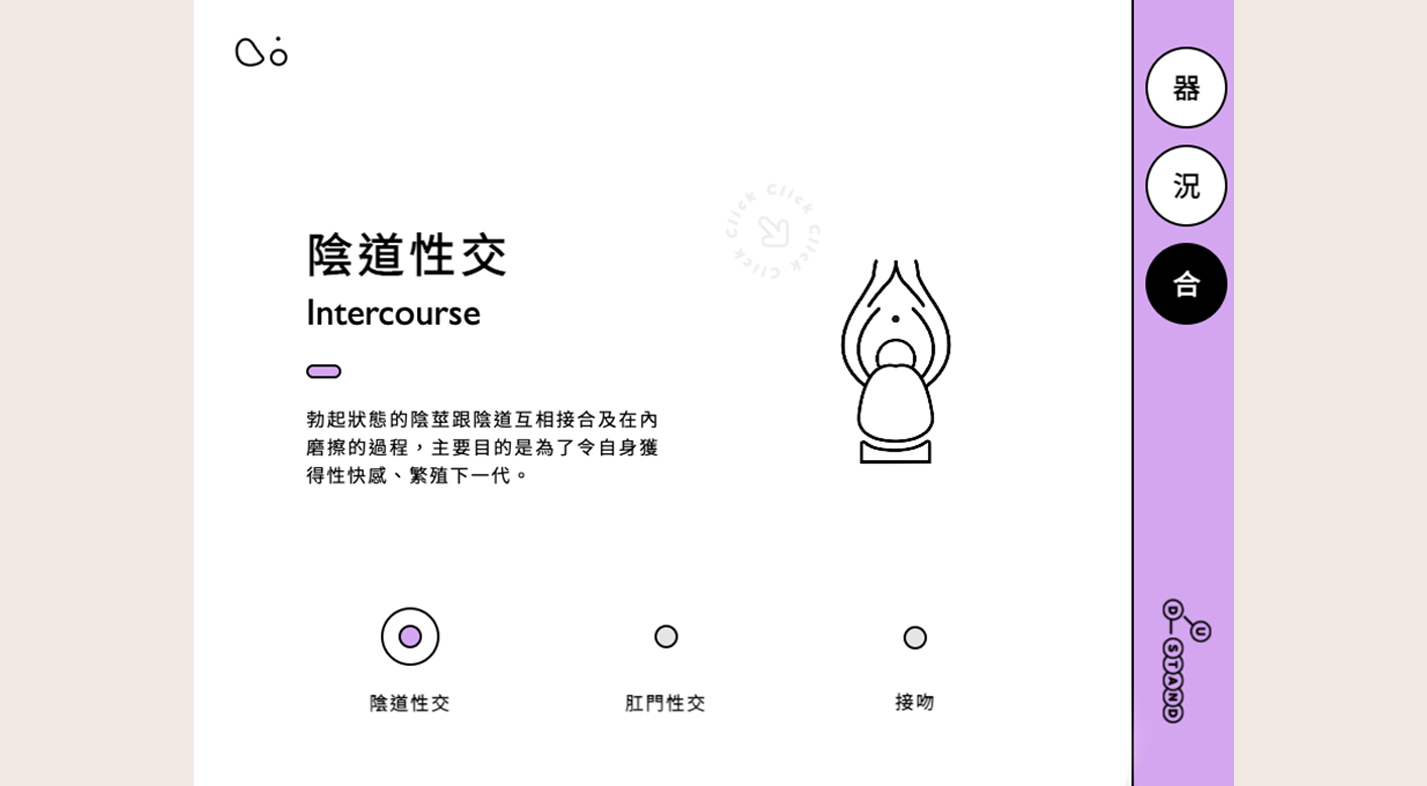 陰道性交
Intercourse
勃起狀態的陰莖跟陰道互相接合及在內
磨擦的過程，主要目的是為了令自身獲
得性快感、繁殖下一代。
Click Click Click Click Click
陰道性交
肛門性交
接吻
器
況
合
D U STAND